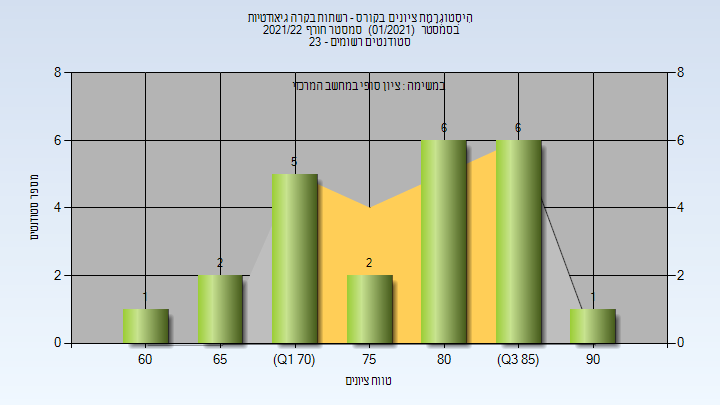 היסטוגרמת ציונים בקורס - רשתות בקרה גיאודטיות
בסמסטר (01/2021) סמסטר חורף 2021/22
סטודנטים רשומים - 23
במשימה : ציון סופי במחשב המרכזי
8 8
6 6
4 4
2 2
0 0
1 2 5 2 6 6 1
מספר סטודנטים
60 65 (Q1 70) 75 80 (Q3 85) 90
טווח ציונים